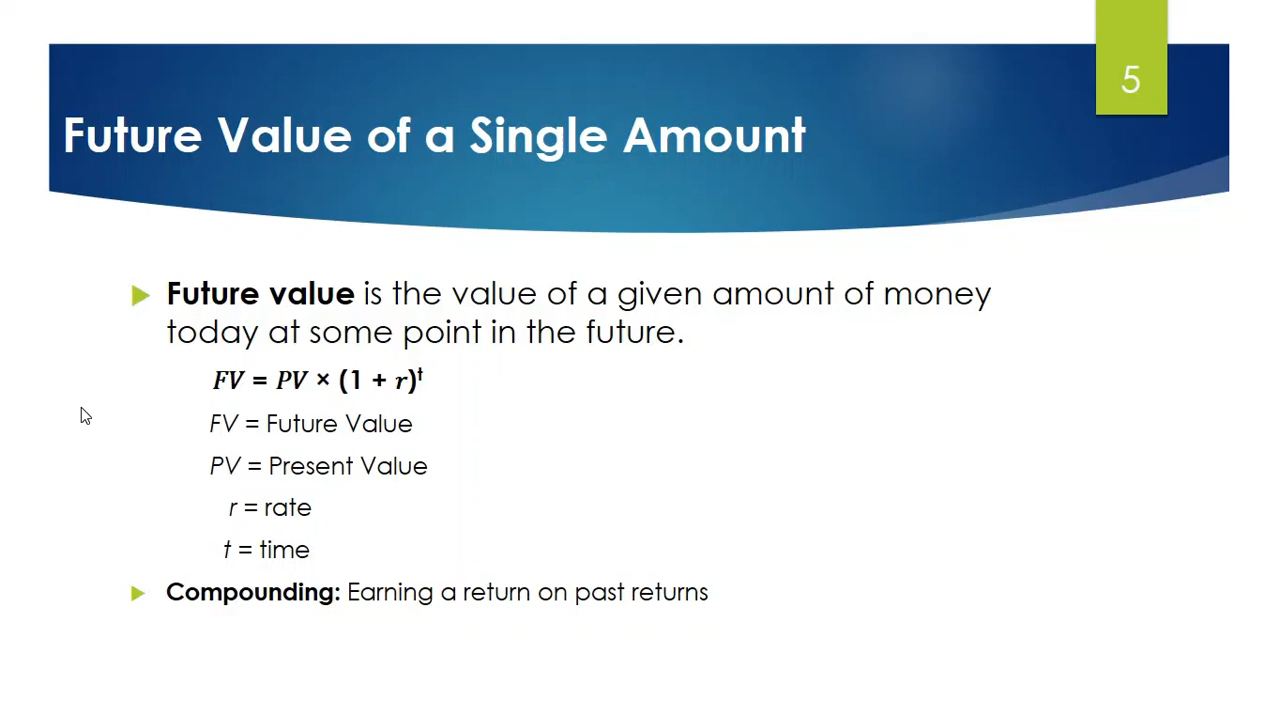 5
Future Value of a Single Amount
Future value is the value of a given amount of money
today at some point in the future.
FV = PV × (1 + r)ᵗ
FV = Future Value
PV = Present Value
r = rate
t = time
Compounding: Earning a return on past returns